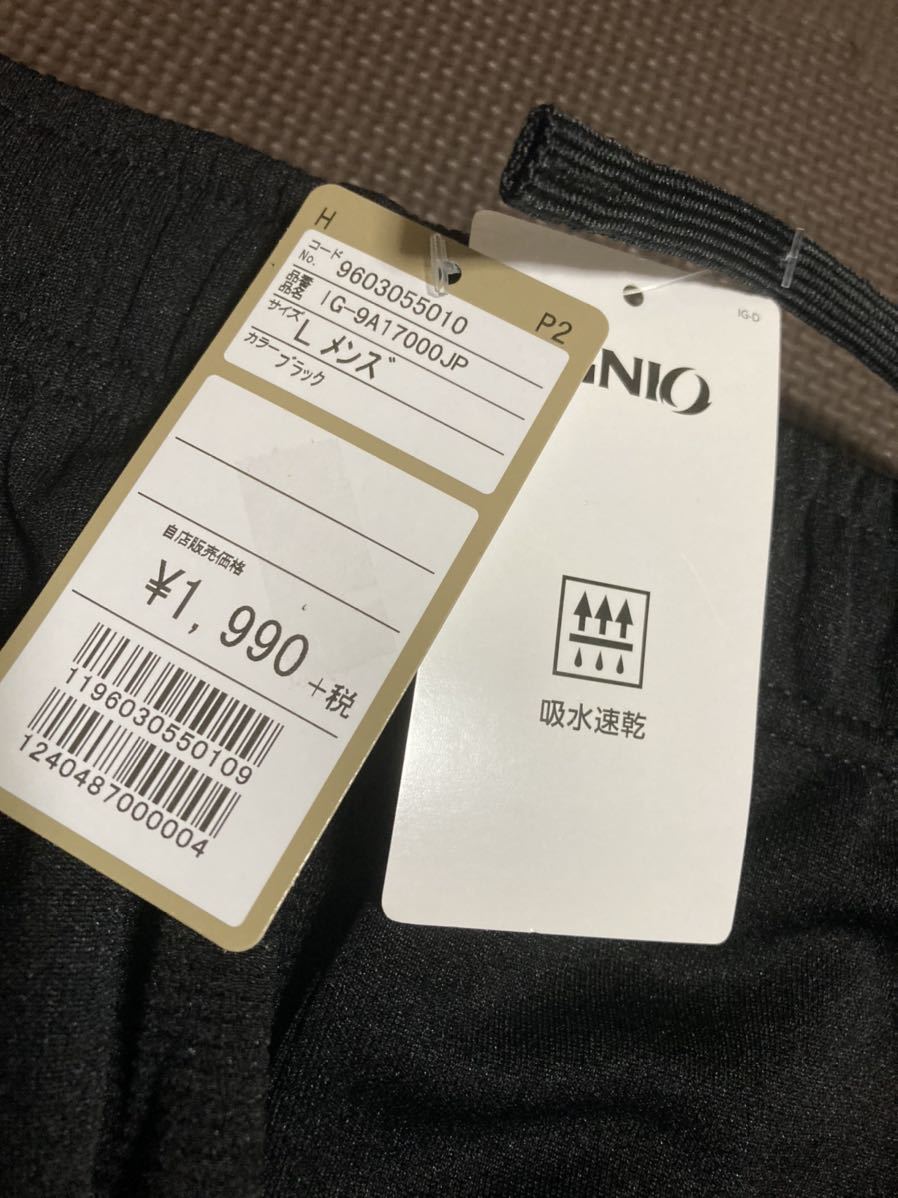 H
P2
コード No. 9603055010
品番 品名 IG-9A17000JP
サイズ L メンズ
カラー ブラック
自店販売価格
¥1,990 +税
1196030550109
1240487000004
IG-D
吸水速乾